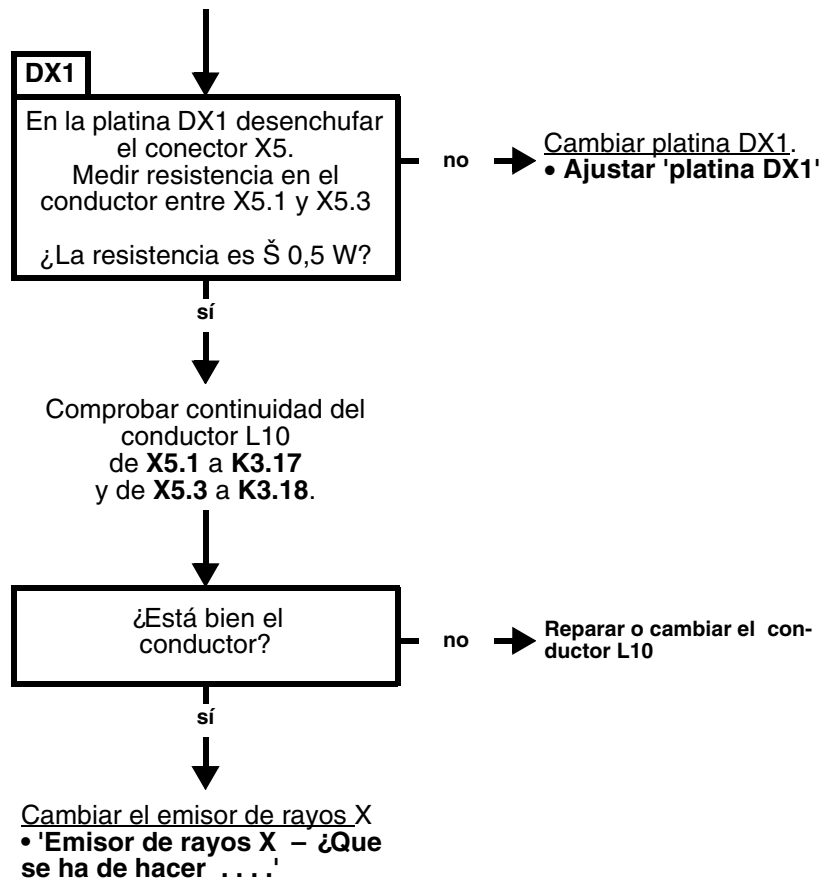 DX1
En la platina DX1 desenchufar
el conector X5.
Medir resistencia en el
conductor entre X5.1 y X5.3
¿La resistencia es Š 0,5 W?
no
Cambiar platina DX1.
• Ajustar 'platina DX1'
sí
Comprobar continuidad del
conductor L10
de X5.1 a K3.17
y de X5.3 a K3.18.
¿Está bien el
conductor?
no
Reparar o cambiar el con-
ductor L10
sí
Cambiar el emisor de rayos X
• 'Emisor de rayos X – ¿Que
se ha de hacer . . . .'